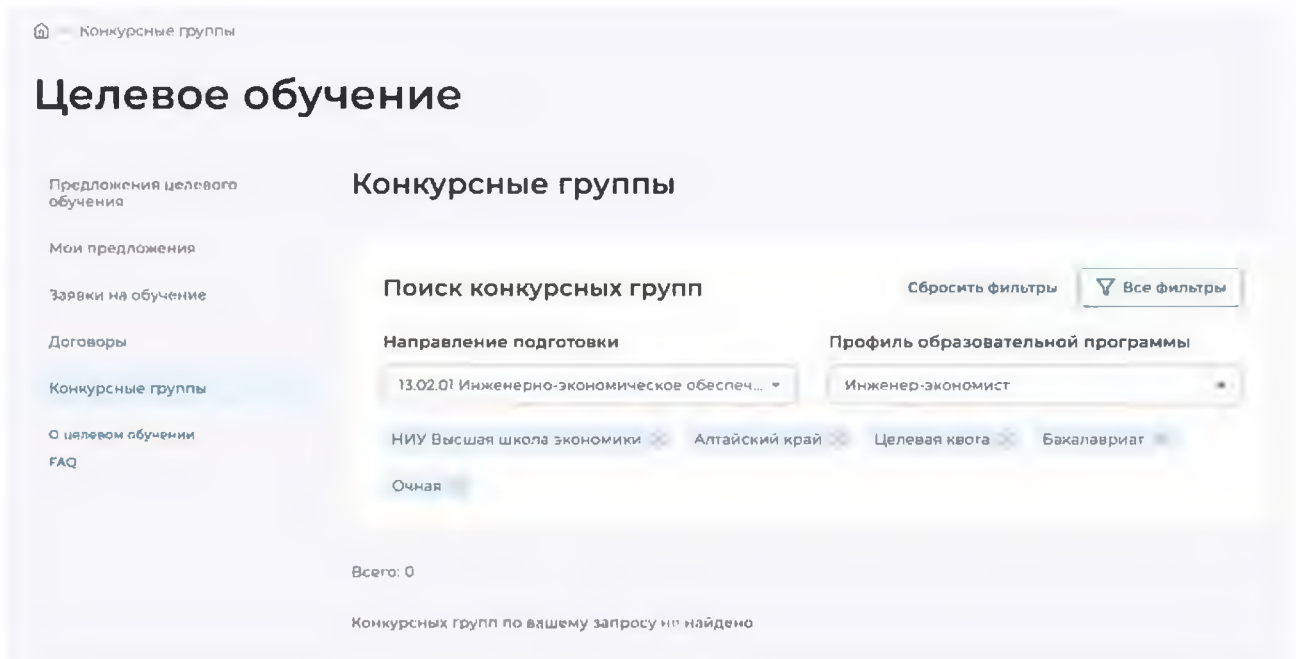 Конкурсные группы
Целевое обучение
Предложения целевого
обучения
Мои предложения
Заявки на обучение
Договоры
Конкурсные группы
О целевом обучении
FAQ
Конкурсные группы
Поиск конкурсных групп
Сбросить фильтры
Все фильтры
Направление подготовки
Профиль образовательной программы
13.02.01 Инженерно-экономическое обеспеч...
Инженер-экономист
НИУ Высшая школа экономики
Алтайский край
Целевая квота
Бакалавриат
Очная
Всего: 0
Конкурсных групп по вашему запросу не найдено